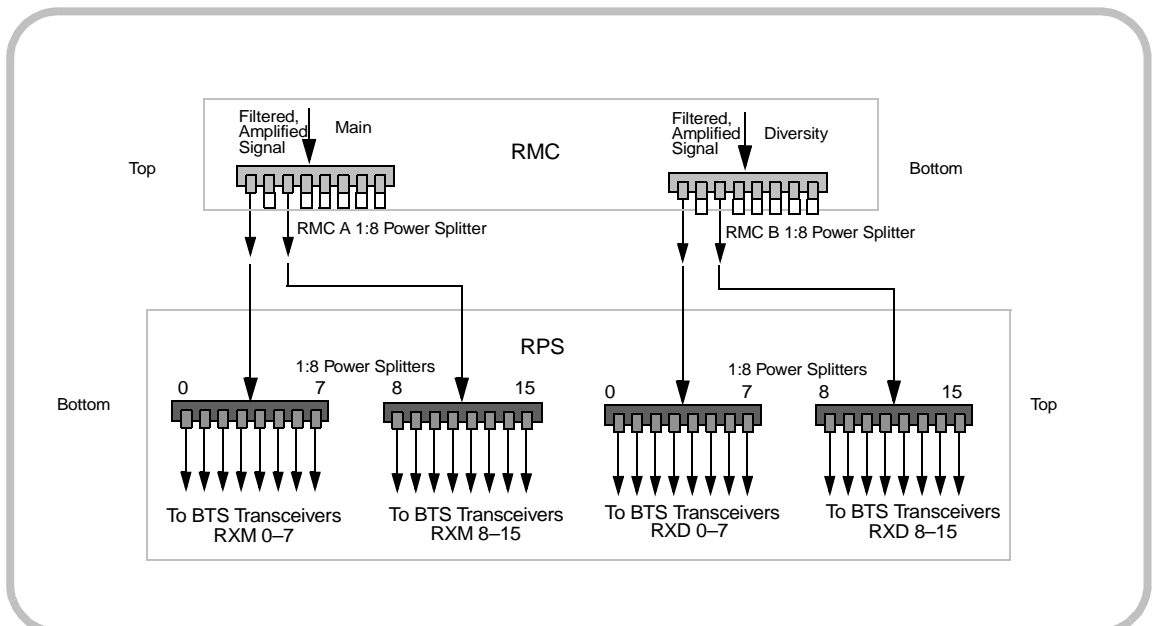 Filtered,
Amplified
Signal
Main
RMC
Filtered,
Amplified
Signal
Diversity
Top
Bottom
RMC A 1:8 Power Splitter
RMC B 1:8 Power Splitter
RPS
1:8 Power Splitters
1:8 Power Splitters
0
7
8
15
0
7
8
15
Bottom
Top
To BTS Transceivers
RXM 0–7
To BTS Transceivers
RXM 8–15
To BTS Transceivers
RXD 0–7
To BTS Transceivers
RXD 8–15